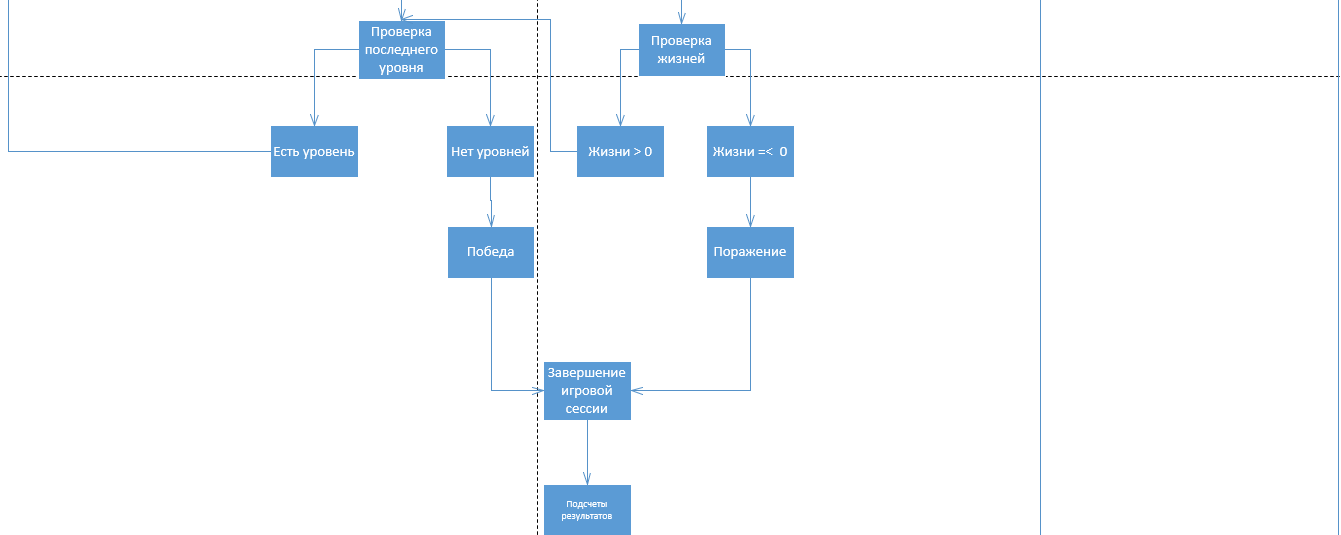 Проверка
последнего
уровня
Проверка
жизней
Есть уровень
Нет уровней
Жизни > 0
Жизни =<  0
Победа
Поражение
Завершение
игровой
сессии
Подсчеты
результатов